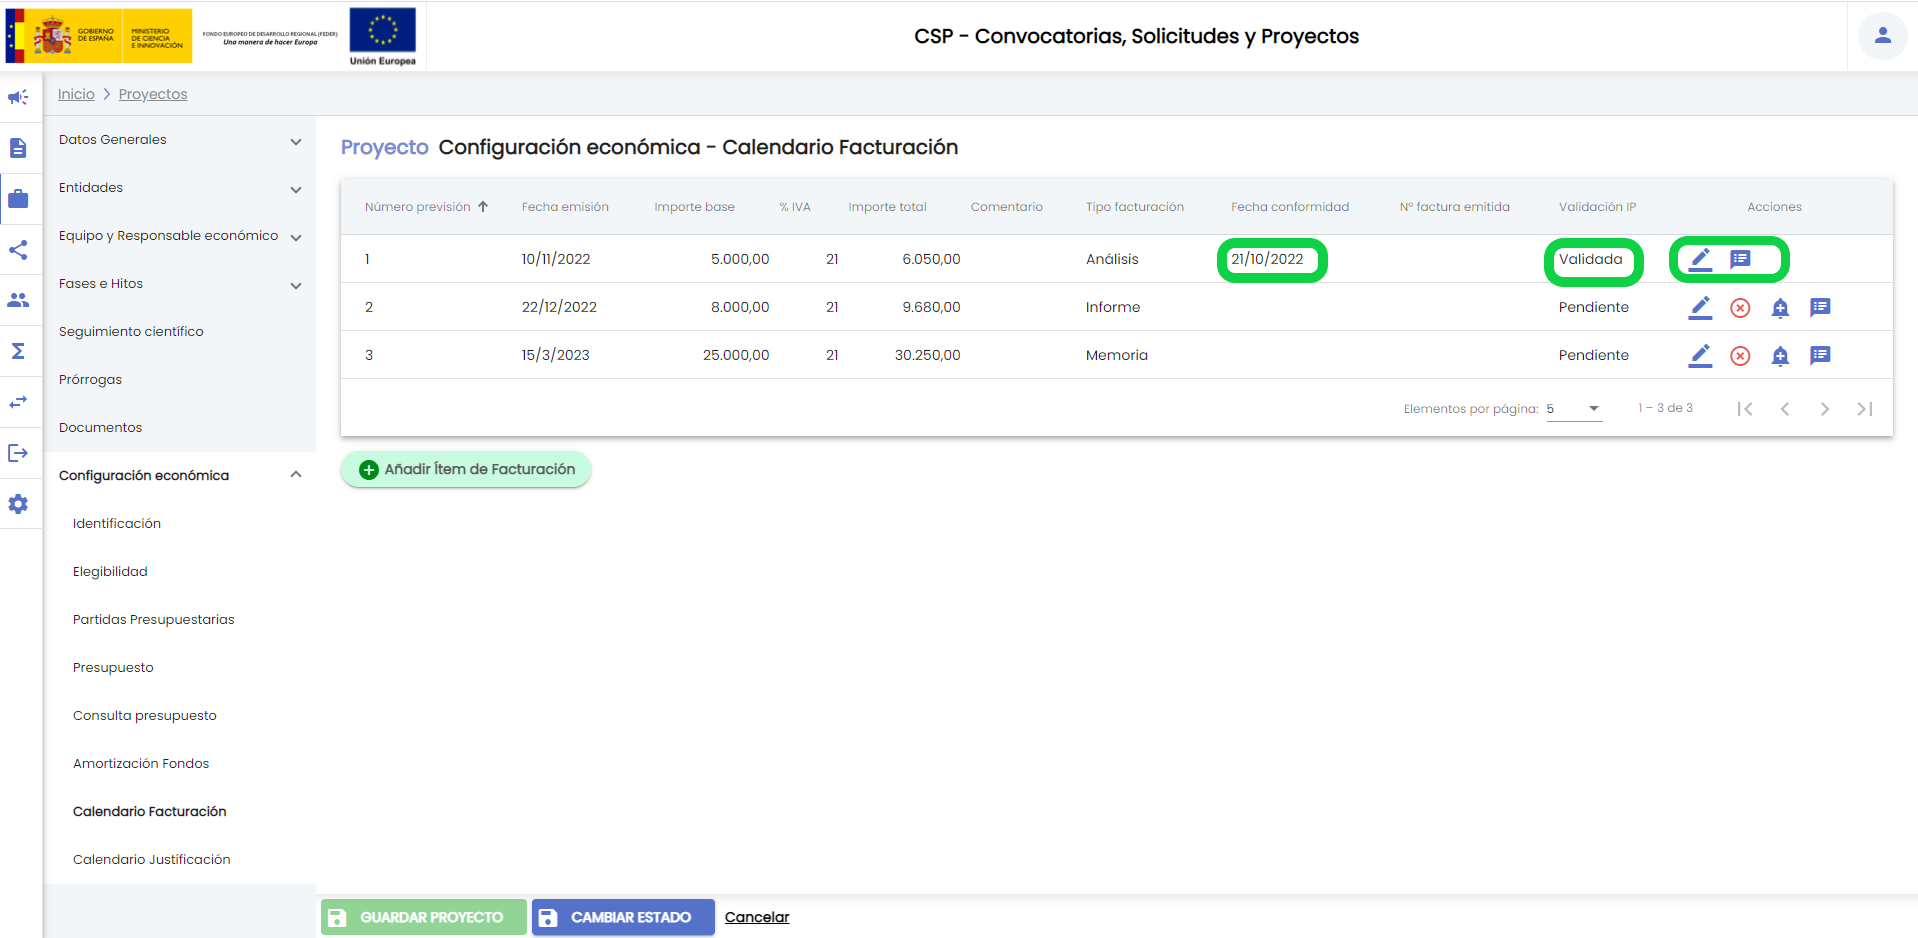 GOBIERNO
DE ESPAÑA
MINISTERIO
DE CIENCIA
E INNOVACIÓN
FONDO EUROPEO DE DESARROLLO REGIONAL (FEDER)
Una manera de hacer Europa
Unión Europea
CSP - Convocatorias, Solicitudes y Proyectos
Inicio > Proyectos
Datos Generales
Entidades
Equipo y Responsable económico
Fases e Hitos
Seguimiento científico
Prórrogas
Documentos
Configuración económica
Identificación
Elegibilidad
Partidas Presupuestarias
Presupuesto
Consulta presupuesto
Amortización Fondos
Calendario Facturación
Calendario Justificación
Proyecto Configuración económica - Calendario Facturación
Número previsión Fecha emisión Importe base % IVA Importe total Comentario Tipo facturación Fecha conformidad Nº factura emitida Validación IP Acciones
1 10/11/2022 5.000,00 21 6.050,00 Análisis 21/10/2022 Validada
2 22/12/2022 8.000,00 21 9.680,00 Informe Pendiente
3 15/3/2023 25.000,00 21 30.250,00 Memoria Pendiente
Elementos por página: 5 1 – 3 de 3
Añadir Ítem de Facturación
GUARDAR PROYECTO CAMBIAR ESTADO Cancelar